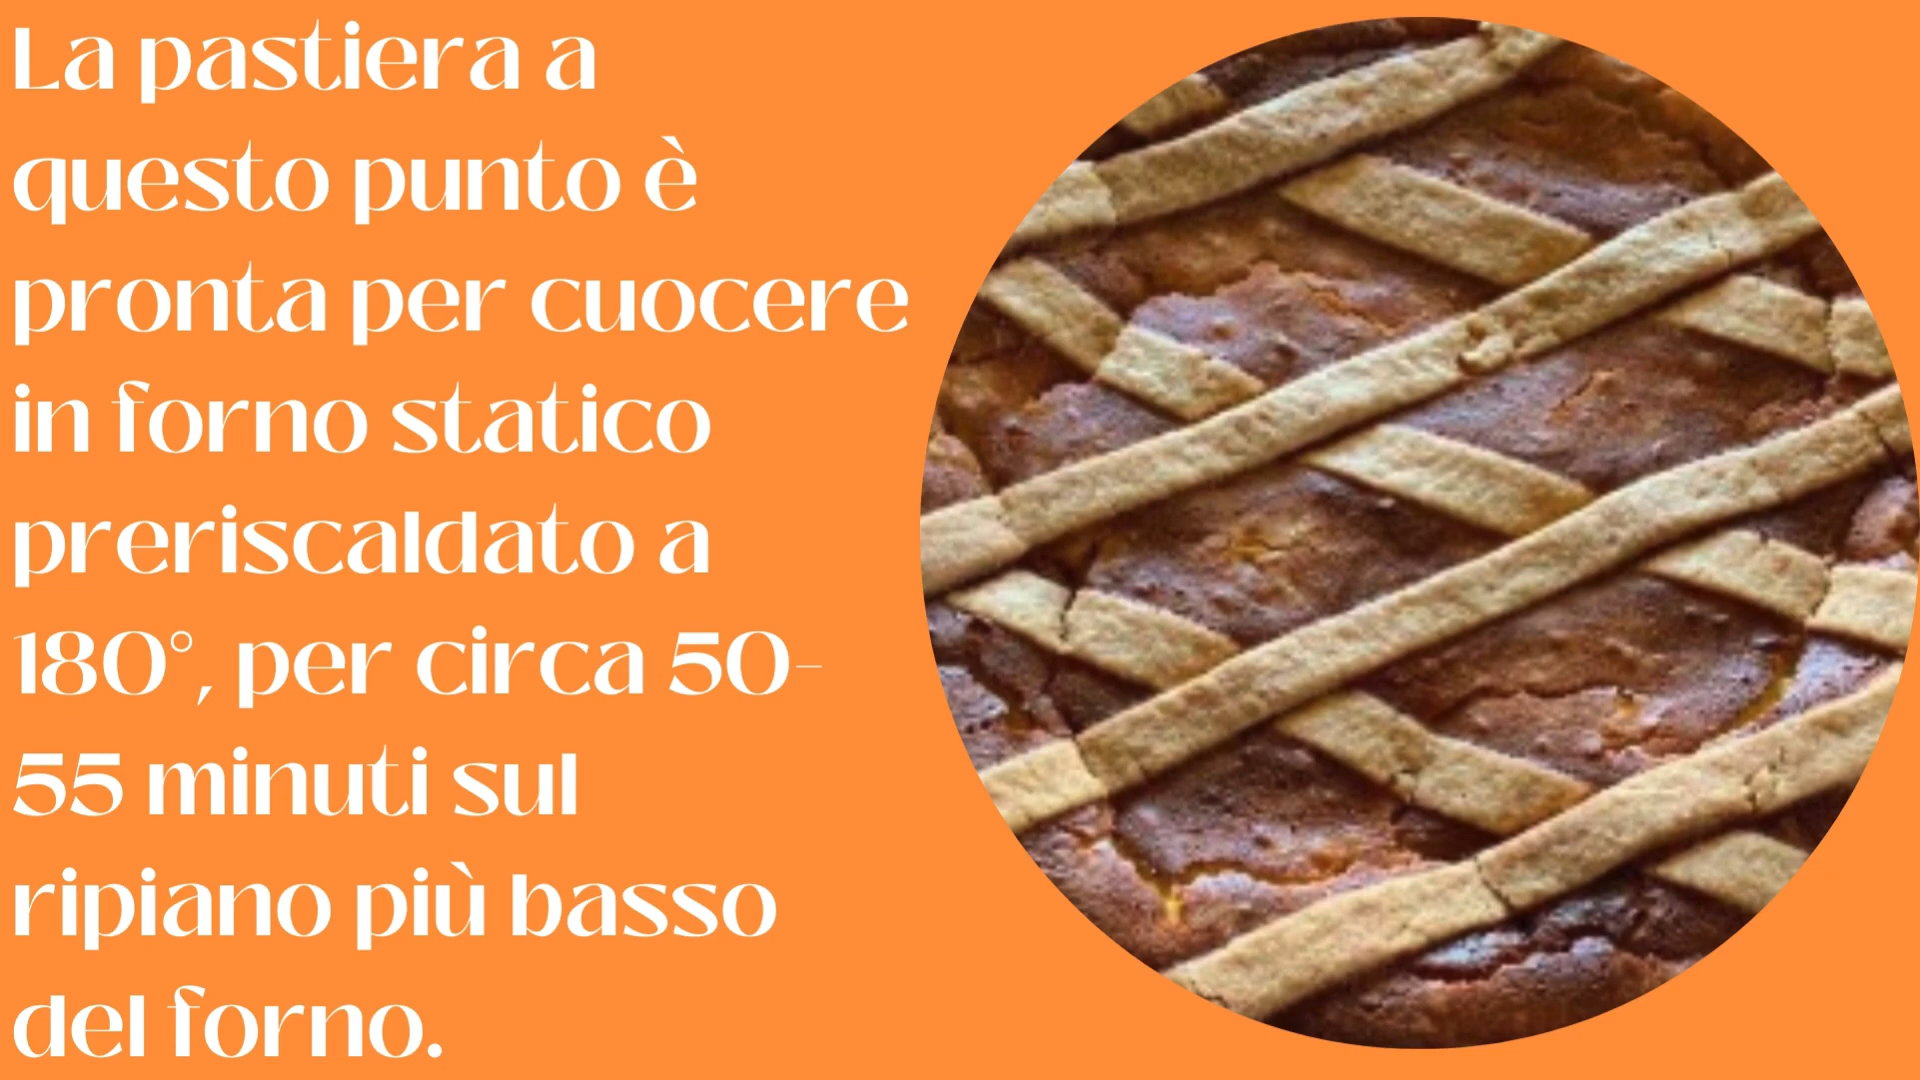 La pastiera a
questo punto è
pronta per cuocere
in forno statico
preriscaldato a
180°, per circa 50-
55 minuti sul
ripiano più basso
del forno.